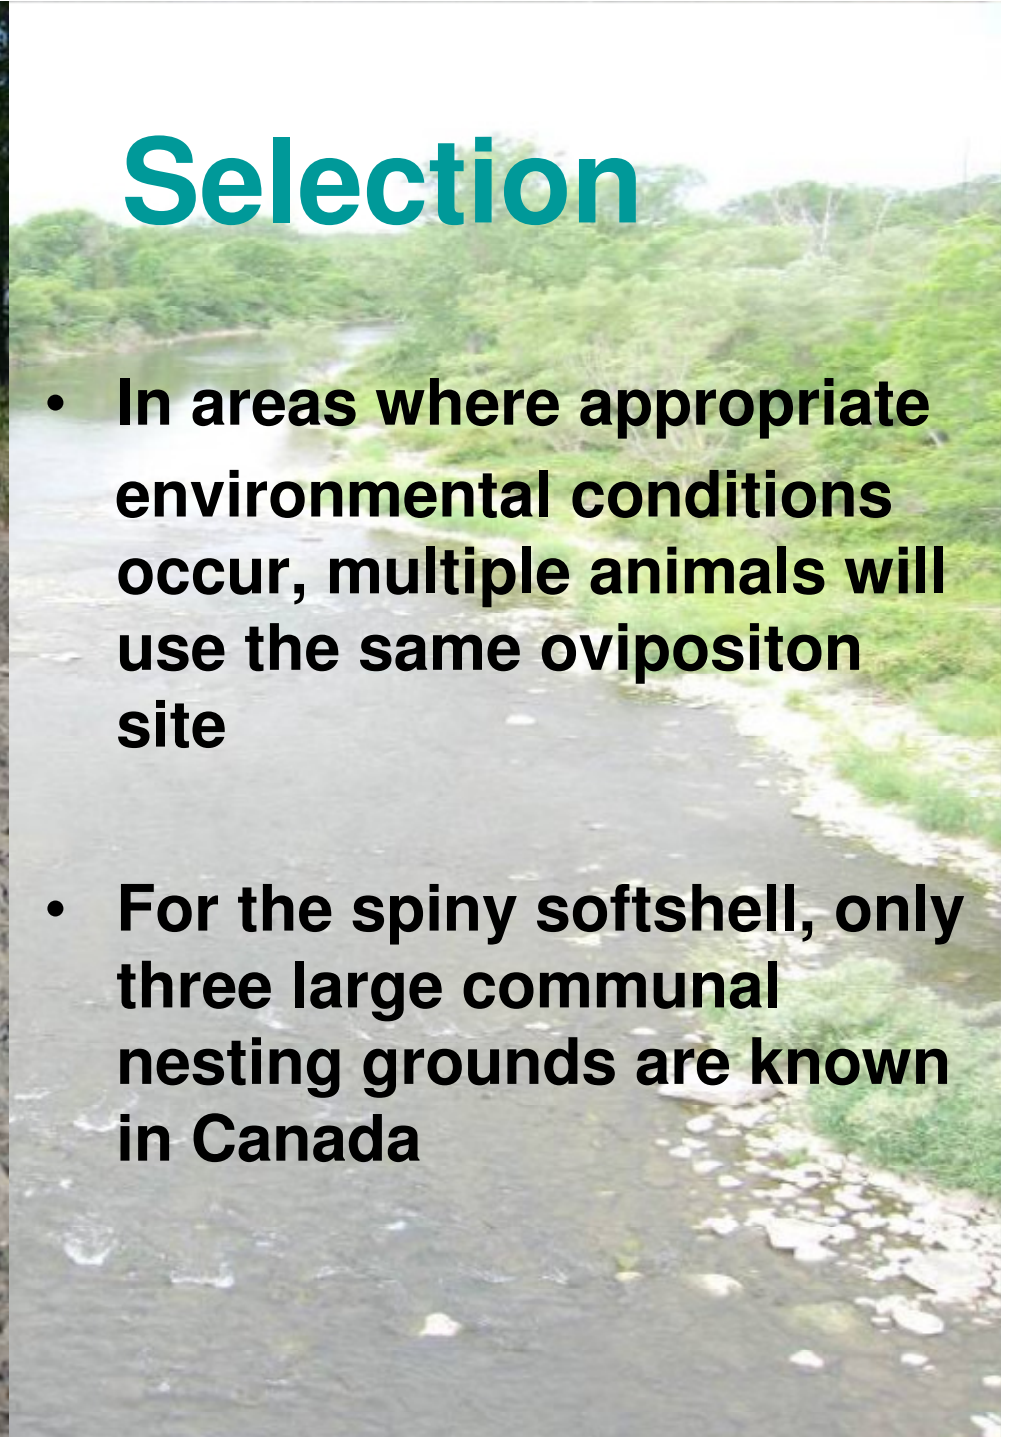 Selection
• In areas where appropriate
environmental conditions
occur, multiple animals will
use the same ovipositon
site
• For the spiny softshell, only
three large communal
nesting grounds are known
in Canada